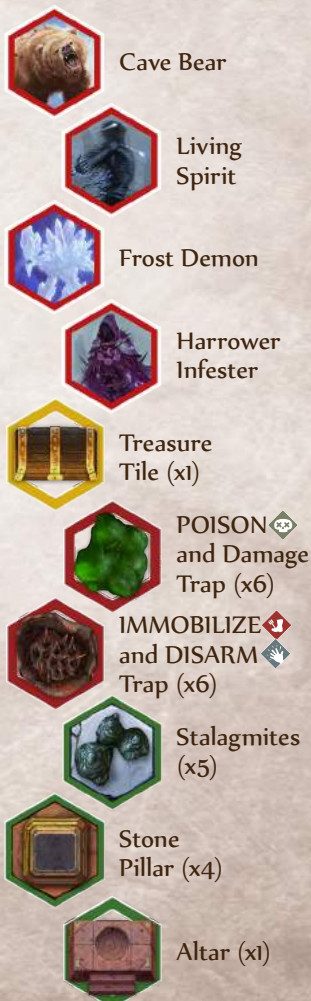 Cave Bear
Living
Spirit
Frost Demon
Harrower
Infester
Treasure
Tile (x1)
POISON
and Damage
Trap (x6)
IMMOBILIZE
and DISARM
Trap (x6)
Stalagmites
(x5)
Stone
Pillar (x4)
Altar (x1)